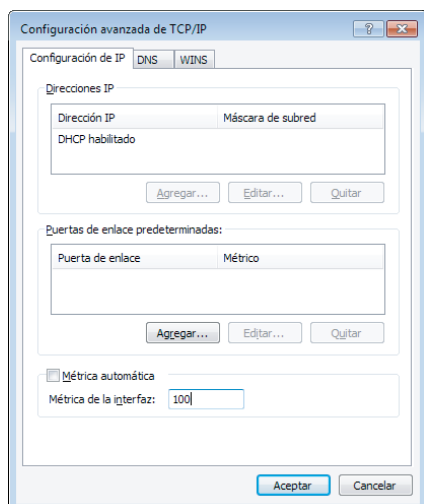 Configuración avanzada de TCP/IP
Configuración de IP DNS WINS
Direcciones IP
Dirección IP Máscara de subred
DHCP habilitado
Agregar... Editar... Quitar
Puertas de enlace predeterminadas:
Puerta de enlace Métrico
Agregar... Editar... Quitar
Métrica automática
Métrica de la interfaz: 100
Aceptar Cancelar